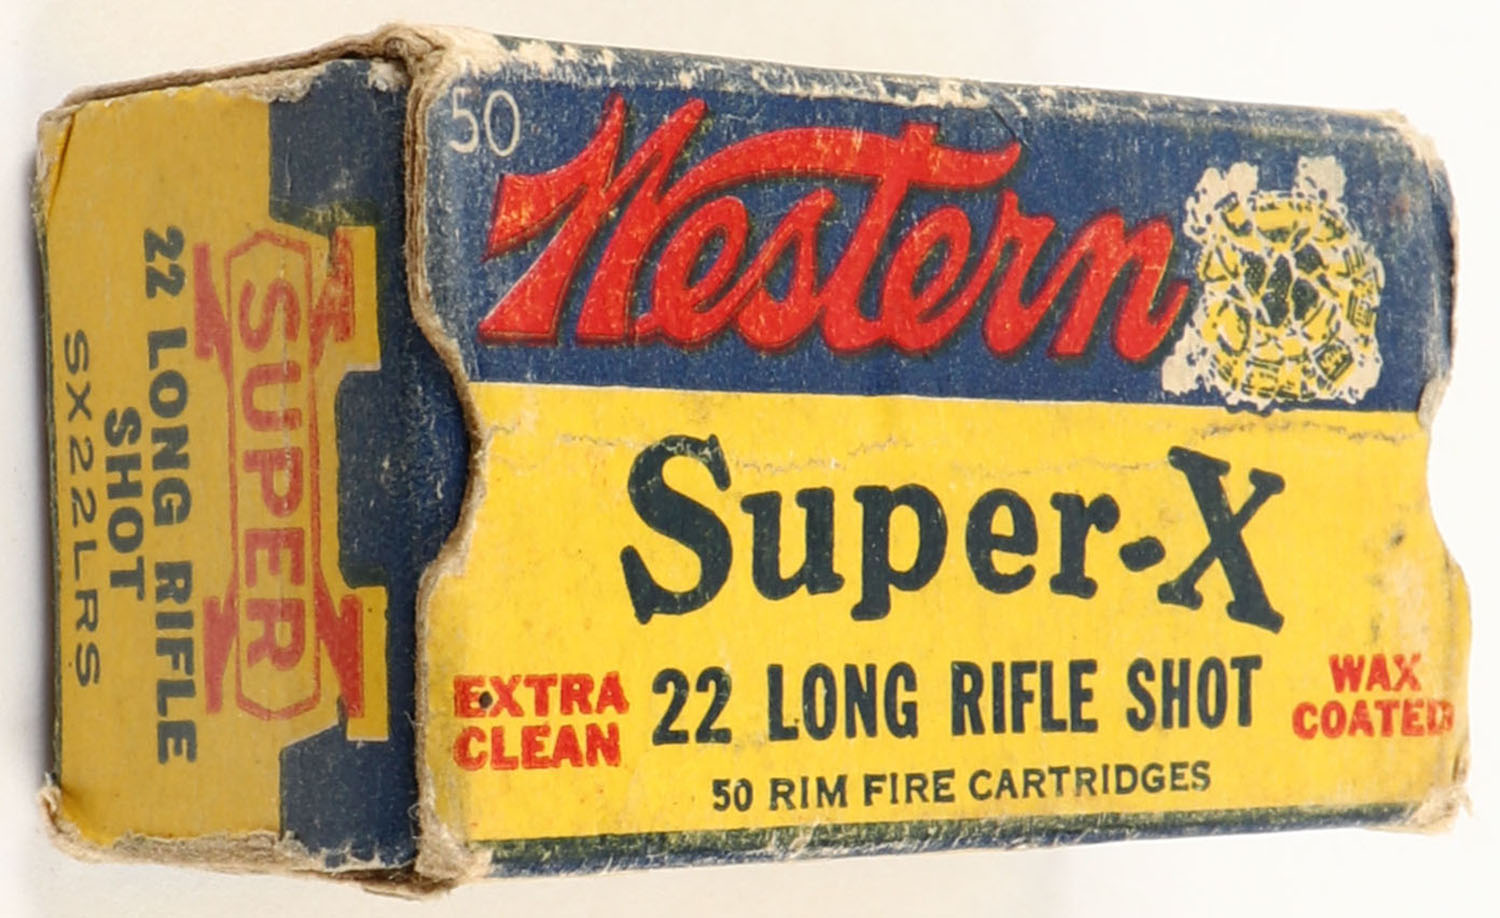 50
Western
Super-X
EXTRA
CLEAN
22 LONG RIFLE SHOT
WAX
COATED
50 RIM FIRE CARTRIDGES
SUPER
X
22 LONG RIFLE
SHOT
SX22LRS